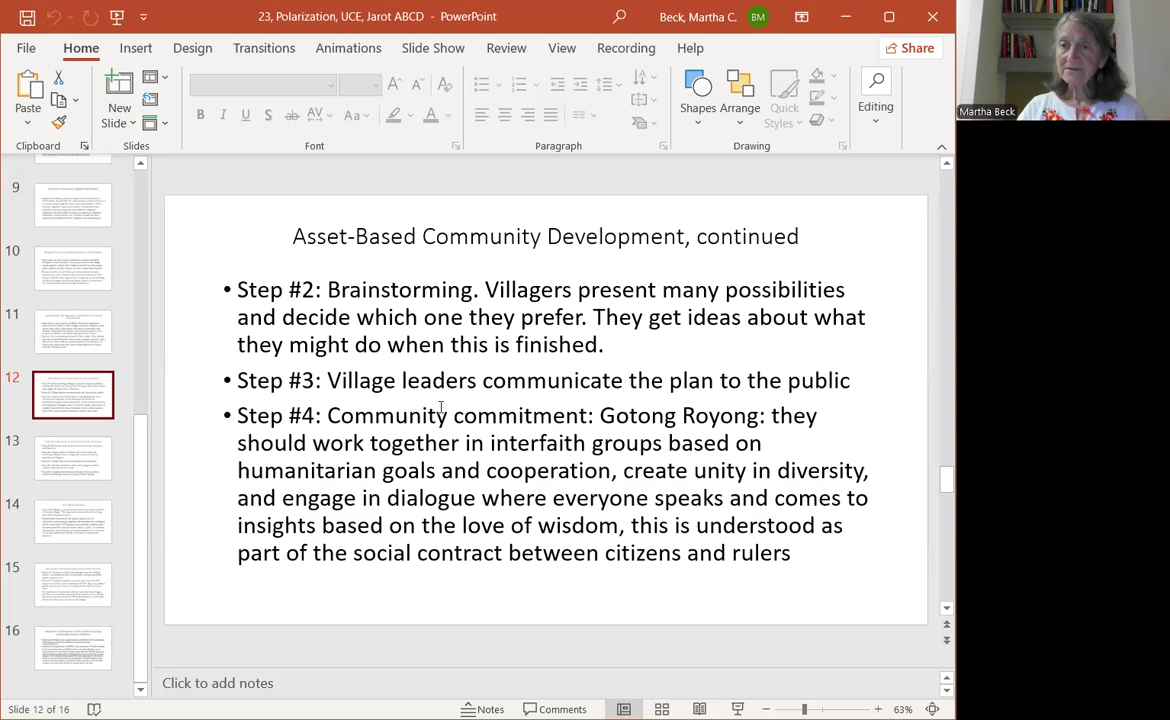 23, Polarization, UCE, Jarot ABCD - PowerPoint
Beck, Martha C.
BM
File
Home
Insert
Design
Transitions
Animations
Slide Show
Review
View
Recording
Help
Share
Paste
New
Slide
B I U S ab AV Aa A
Shapes
Arrange
Quick
Styles
Editing
Clipboard
Slides
Font
Paragraph
Drawing
Martha Beck
9
10
11
12
13
14
15
16
Asset-Based Community Development, continued
• Step #2: Brainstorming. Villagers present many possibilities
and decide which one they prefer. They get ideas about what
they might do when this is finished.
• Step #3: Village leaders communicate the plan to the public
• Step #4: Community commitment: Gotong Royong: they
should work together in interfaith groups based on
humanitarian goals and cooperation, create unity in diversity,
and engage in dialogue where everyone speaks and comes to
insights based on the love of wisdom, this is understood as
part of the social contract between citizens and rulers
Click to add notes
Slide 12 of 16
Notes
Comments
63%